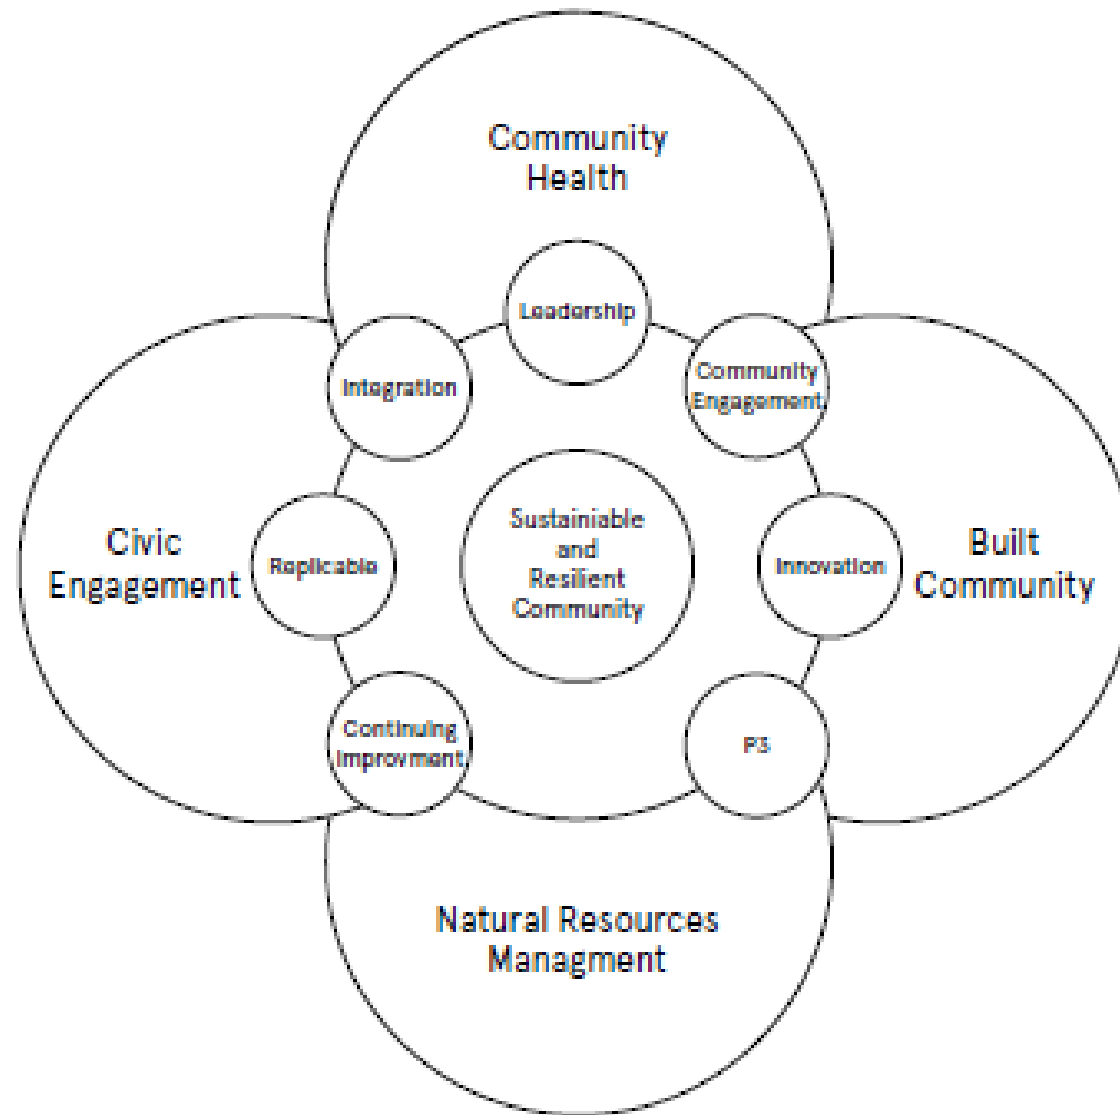 Community
Health
Leadership
Integration
Community
Engagement
Civic
Engagement
Replicable
Sustainiable
and
Resilient
Community
Innovation
Built
Community
Continuing
Improvment
P3
Natural Resources
Managment